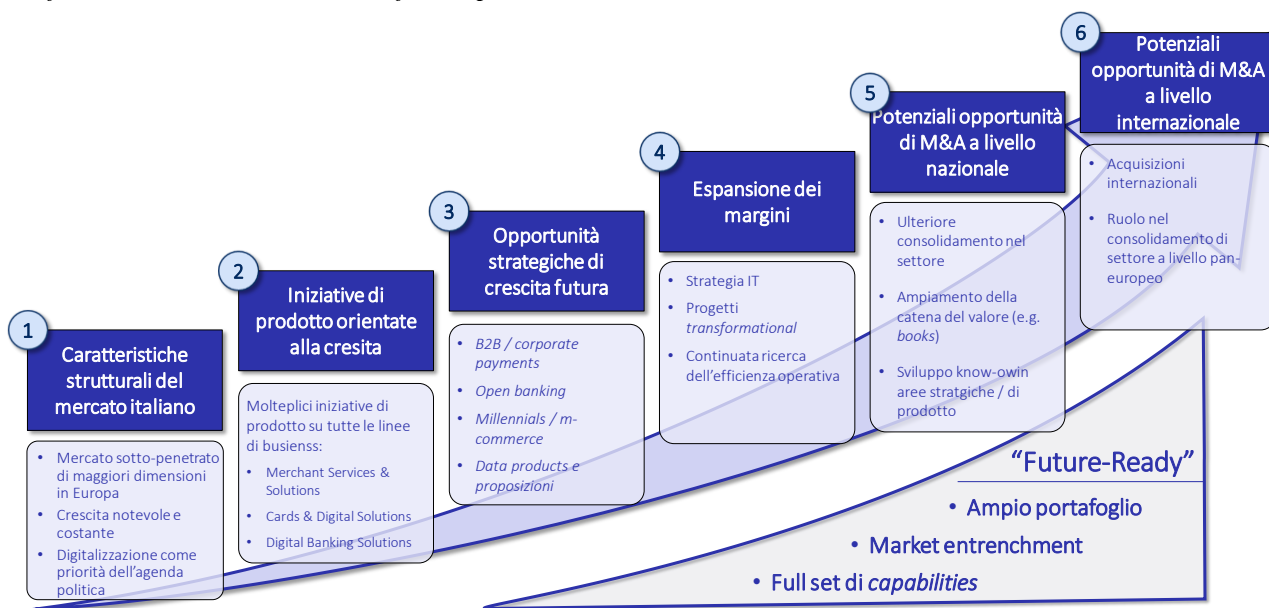 1
Caratteristiche
strutturali del
mercato italiano
• Mercato sotto-penetrato
di maggiori dimensioni
in Europa
• Crescita notevole e
costante
• Digitalizzazione come
priorità dell'agenda
politica
2
Iniziative di
prodotto orientate
alla cresita
Molteplici iniziative di
prodotto su tutte le linee
di busienss:
• Merchant Services &
Solutions
• Cards & Digital Solutions
• Digital Banking Solutions
3
Opportunità
strategiche di
crescita futura
• B2B / corporate
payments
• Open banking
• Millennials / m-
commerce
• Data products e
proposizioni
4
Espansione dei
margini
• Strategia IT
• Progetti
transformational
• Continuata ricerca
dell'efficienza operativa
5
Potenziali opportunità
di M&A a livello
nazionale
• Ulteriore
consolidamento nel
settore
• Ampiamento della
catena del valore (e.g.
books)
• Sviluppo know-owin
aree stratgiche / di
prodotto
6
Potenziali
opportunità di M&A
a livello
internazionale
• Acquisizioni
internazionali
• Ruolo nel
consolidamento di
settore a livello pan-
europeo
“Future-Ready”
• Ampio portafoglio
• Market entrenchment
• Full set di capabilities